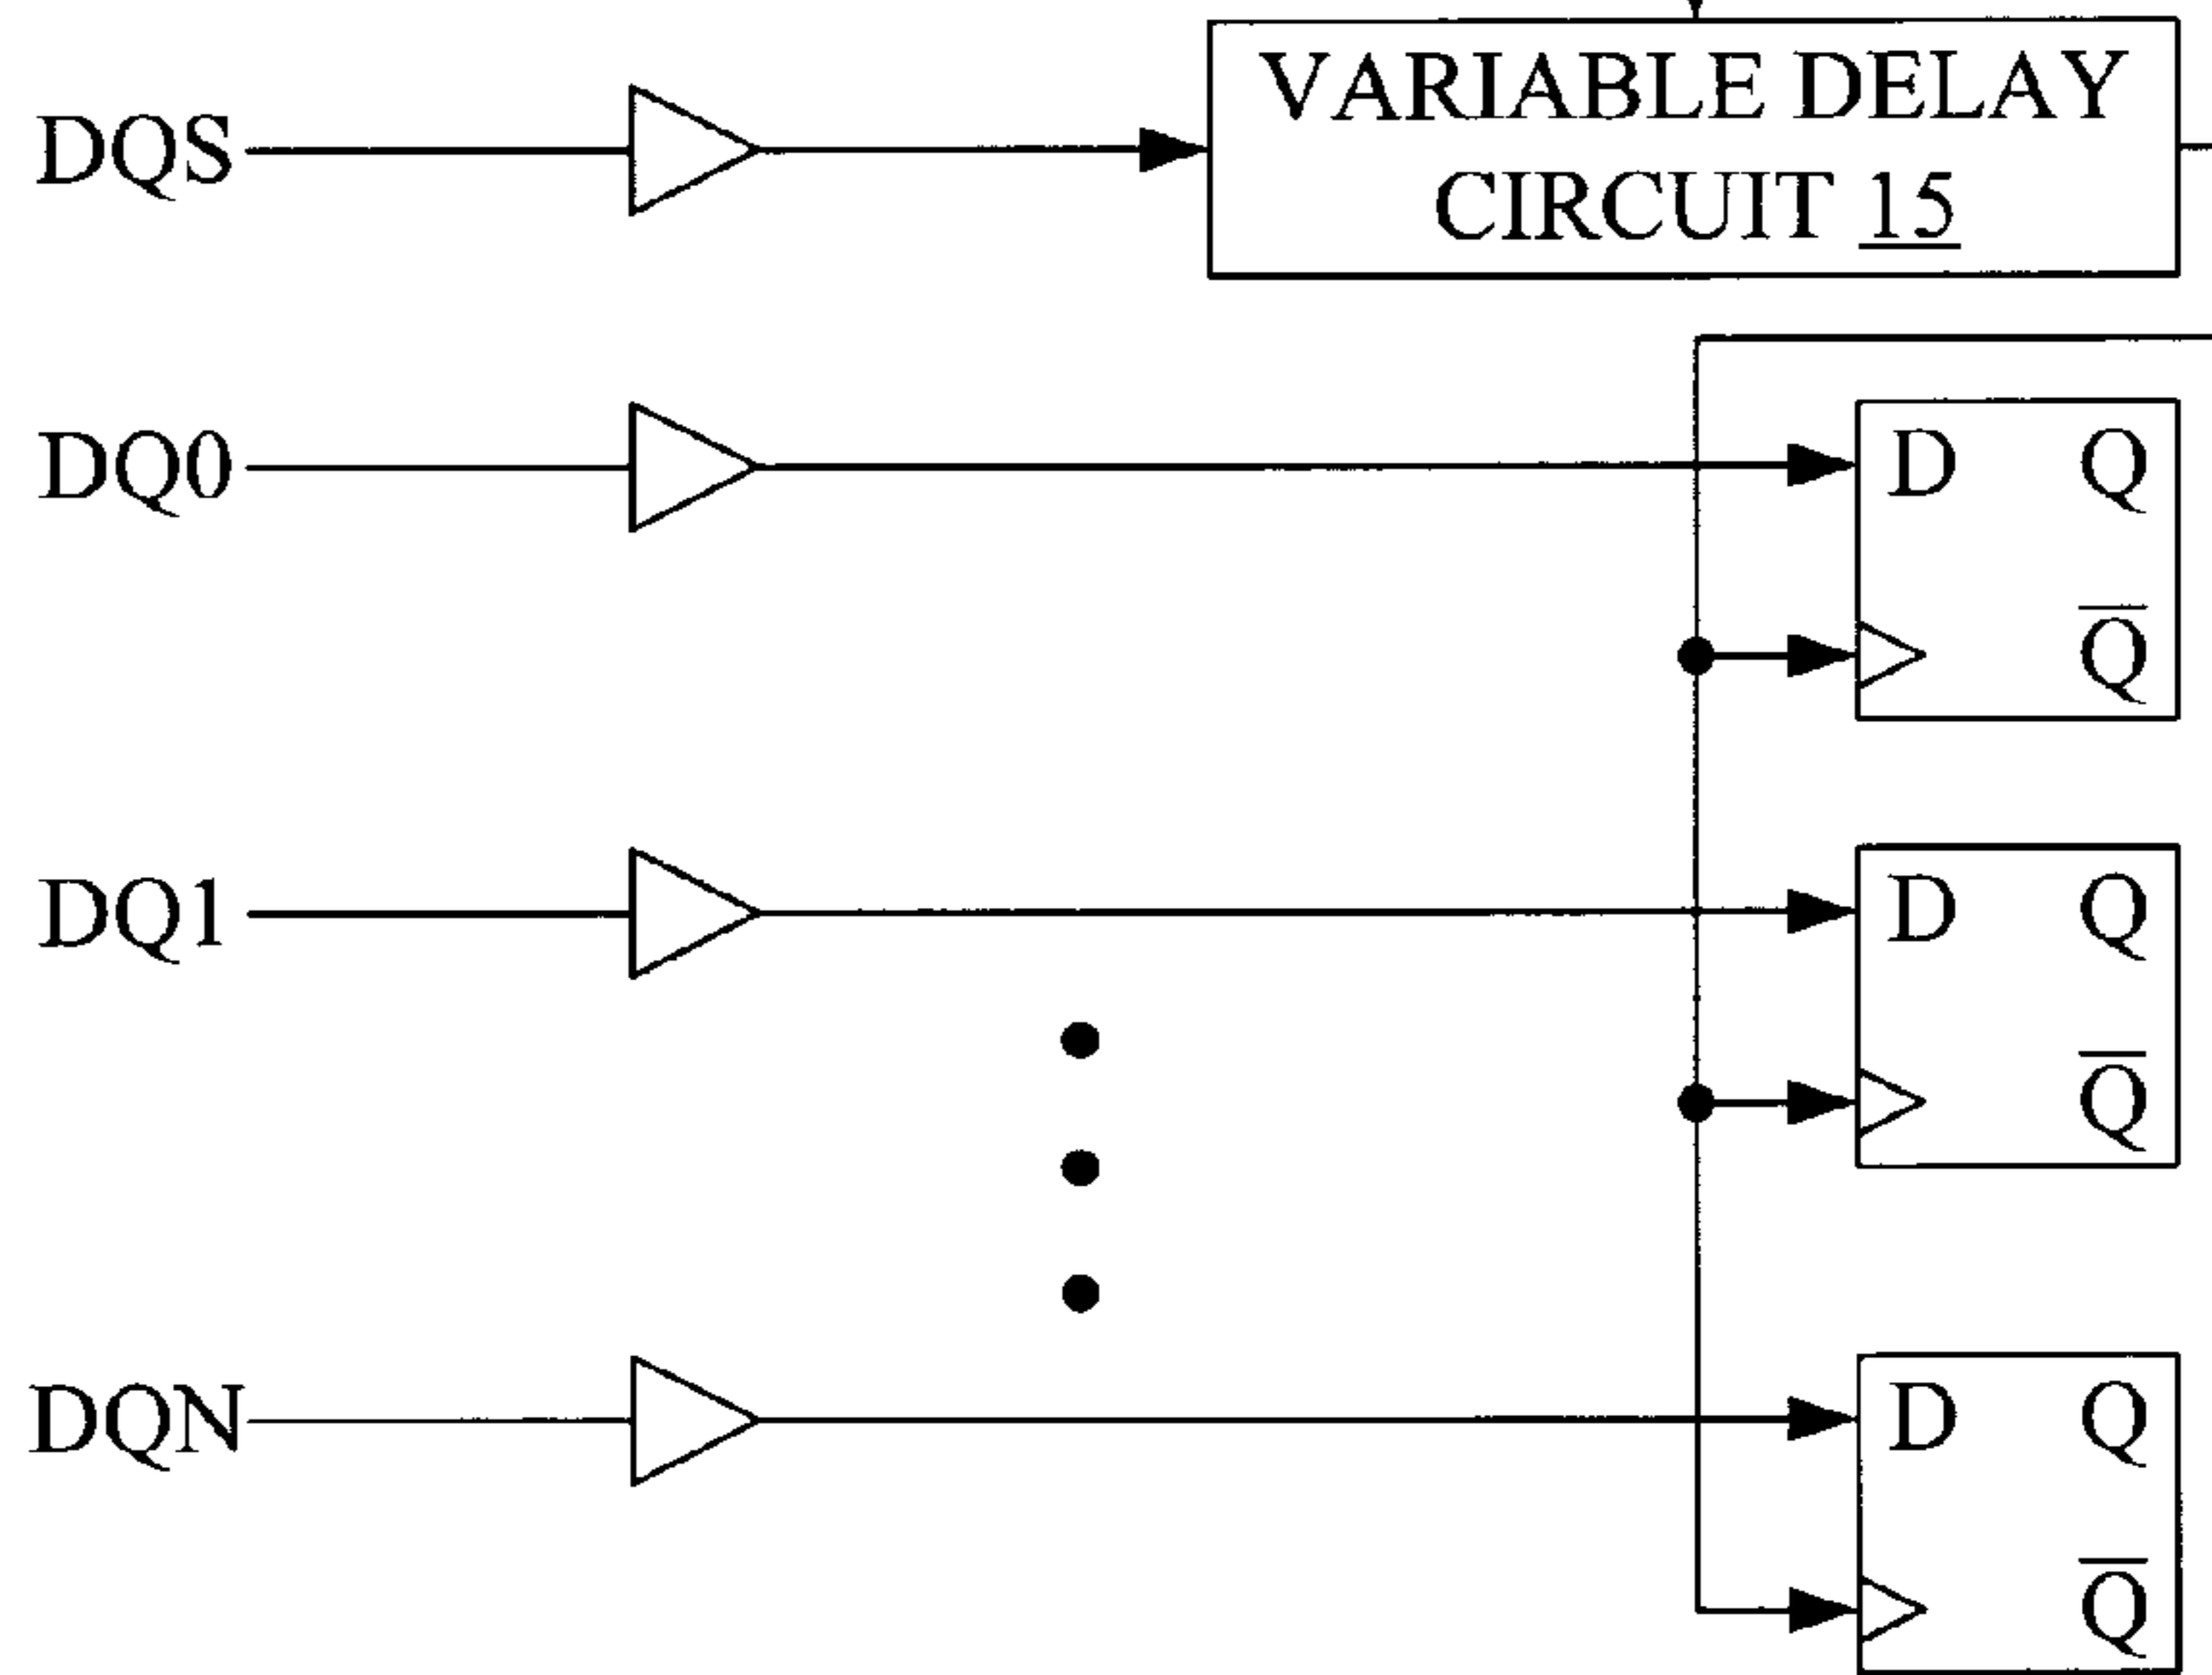 DQS
VARIABLE DELAY
CIRCUIT 15
DQ0
D Q
Q̅
DQ1
D Q
Q̅
DQN
D Q
Q̅